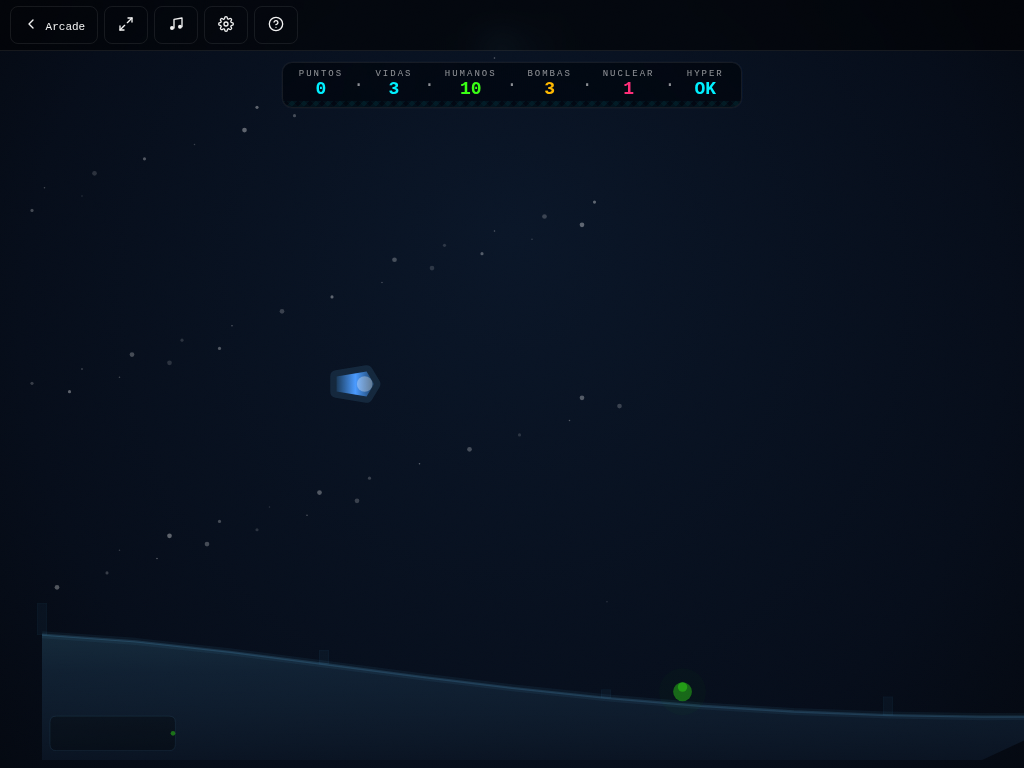 Arcade
PUNTOS VIDAS HUMANOS BOMBAS NUCLEAR HYPER
0 · 3 · 10 · 3 · 1 · OK